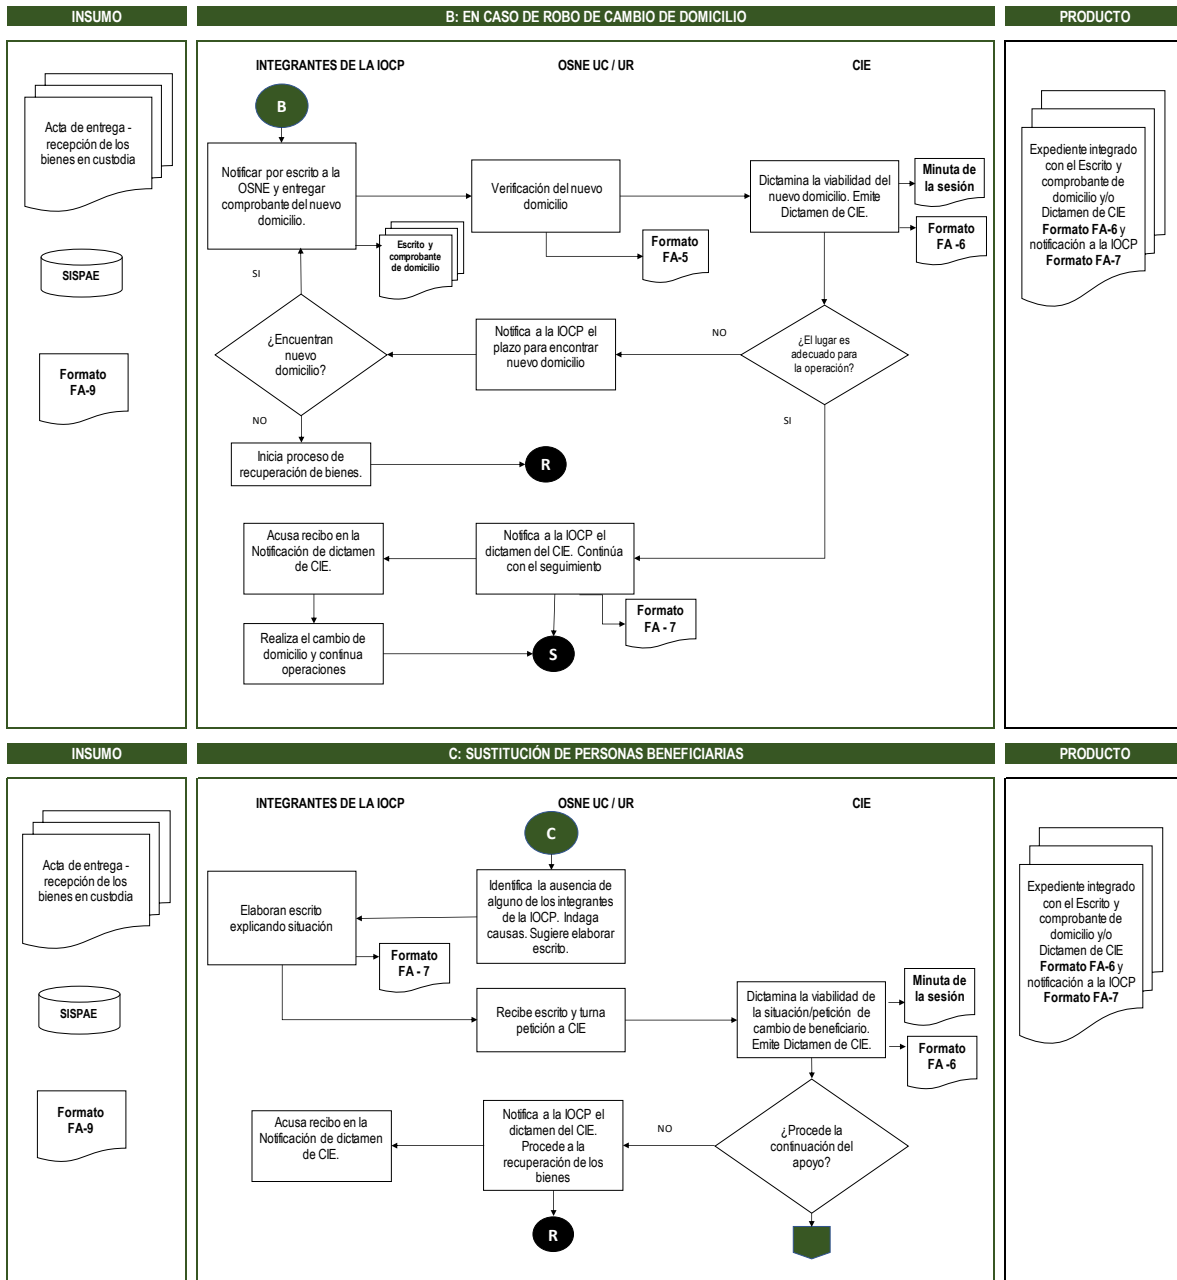 INSUMO
B: EN CASO DE ROBO DE CAMBIO DE DOMICILIO
PRODUCTO
Acta de entrega -
recepción de los
bienes en custodia
SISPAE
Formato
FA-9
INTEGRANTES DE LA IOCP
OSNE UC / UR
CIE
B
Notificar por escrito a la
OSNE y entregar
comprobante del nuevo
domicilio.
Verificación del nuevo
domicilio
Dictamina la viabilidad del
nuevo domicilio. Emite
Dictamen de CIE.
Minuta de
la sesión
Formato
FA -6
Escrito y
comprobante
de domicilio
Formato
FA-5
SI
¿Encuentran
nuevo
domicilio?
Notifica a la IOCP el
plazo para encontrar
nuevo domicilio
NO
¿El lugar es
adecuado para
la operación?
NO
SI
Inicia proceso de
recuperación de bienes.
R
Acusa recibo en la
Notificación de dictamen
de CIE.
Notifica a la IOCP el
dictamen del CIE. Continúa
con el seguimiento
Formato
FA - 7
Realiza el cambio de
domicilio y continua
operaciones
S
Expediente integrado
con el Escrito y
comprobante de
domicilio y/o
Dictamen de CIE
Formato FA-6 y
notificación a la IOCP
Formato FA-7
INSUMO
C: SUSTITUCIÓN DE PERSONAS BENEFICIARIAS
PRODUCTO
Acta de entrega -
recepción de los
bienes en custodia
SISPAE
Formato
FA-9
INTEGRANTES DE LA IOCP
OSNE UC / UR
CIE
C
Elaboran escrito
explicando situación
Identifica la ausencia de
alguno de los integrantes
de la IOCP. Indaga
causas. Sugiere elaborar
escrito.
Formato
FA - 7
Recibe escrito y turna
petición a CIE
Dictamina la viabilidad de
la situación/petición de
cambio de beneficiario.
Emite Dictamen de CIE.
Minuta de
la sesión
Formato
FA -6
Acusa recibo en la
Notificación de dictamen
de CIE.
Notifica a la IOCP el
dictamen del CIE.
Procede a la
recuperación de los
bienes
NO
¿Procede la
continuación del
apoyo?
R
Expediente integrado
con el Escrito y
comprobante de
domicilio y/o
Dictamen de CIE
Formato FA-6 y
notificación a la IOCP
Formato FA-7